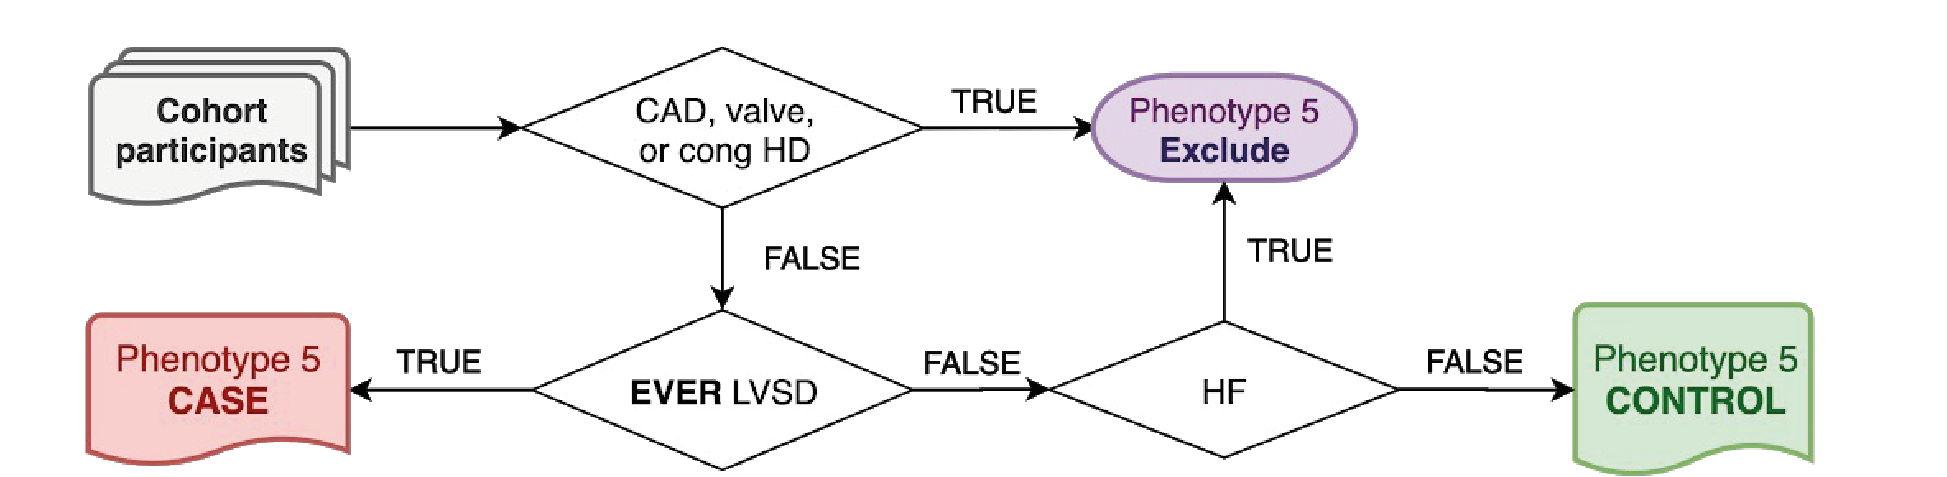 Cohort
participants
CAD, valve,
or cong HD
TRUE
Phenotype 5
Exclude
FALSE
TRUE
Phenotype 5
CASE
TRUE
EVER LVSD
FALSE
HF
FALSE
Phenotype 5
CONTROL